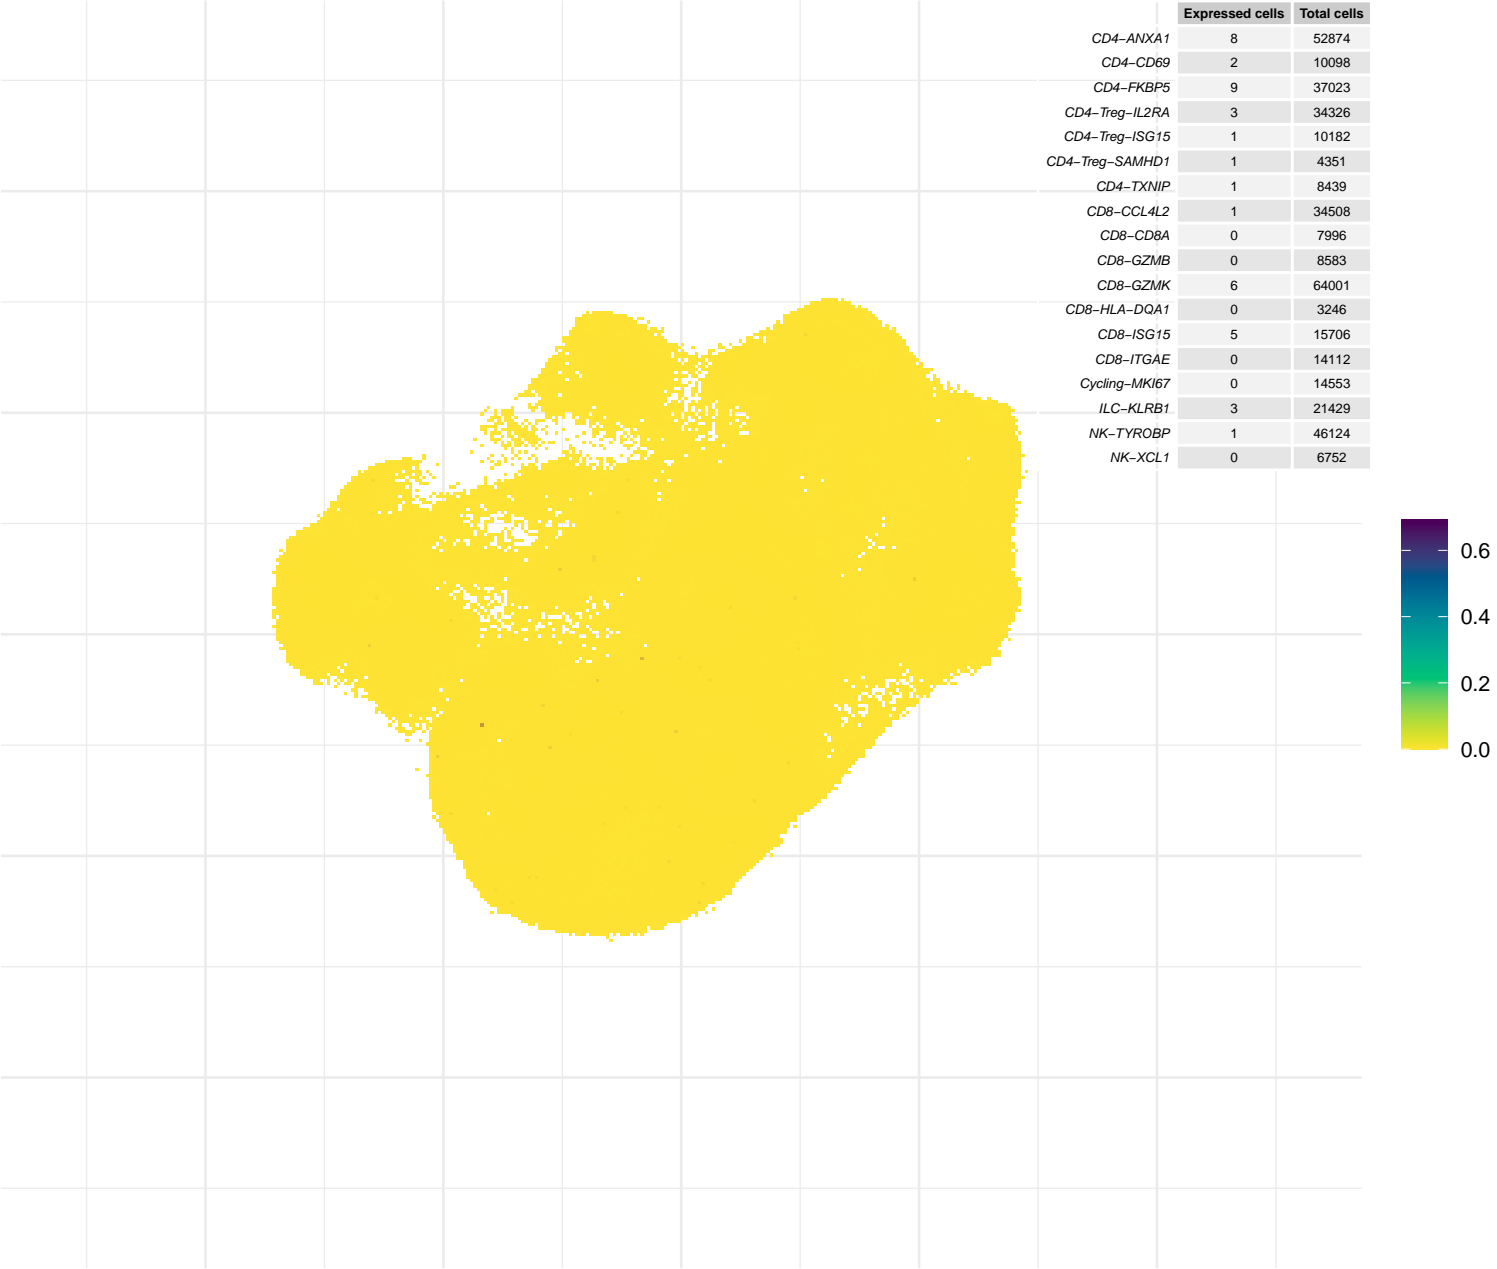 Expressed cells Total cells
CD4−ANXA1 8 52874
CD4−CD69 2 10098
CD4−FKBP5 9 37023
CD4−Treg−IL2RA 3 34326
CD4−Treg−ISG15 1 10182
CD4−Treg−SAMHD1 1 4351
CD4−TXNIP 1 8439
CD8−CCL4L2 1 34508
CD8−CD8A 0 7996
CD8−GZMB 0 8583
CD8−GZMK 6 64001
CD8−HLA−DQA1 0 3246
CD8−ISG15 5 15706
CD8−ITGAE 0 14112
Cycling−MKI67 0 14553
ILC−KLRB1 3 21429
NK−TYROBP 1 46124
NK−XCL1 0 6752
0.6
0.4
0.2
0.0